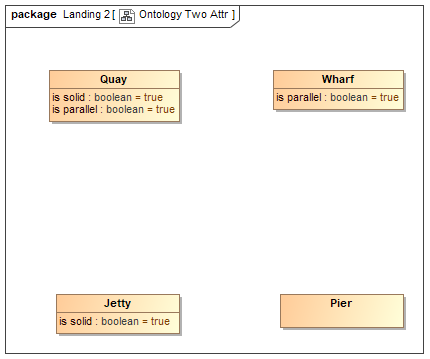 package Landing 2 [ Ontology Two Attr ]
Quay
is solid : boolean = true
is parallel : boolean = true
Wharf
is parallel : boolean = true
Jetty
is solid : boolean = true
Pier